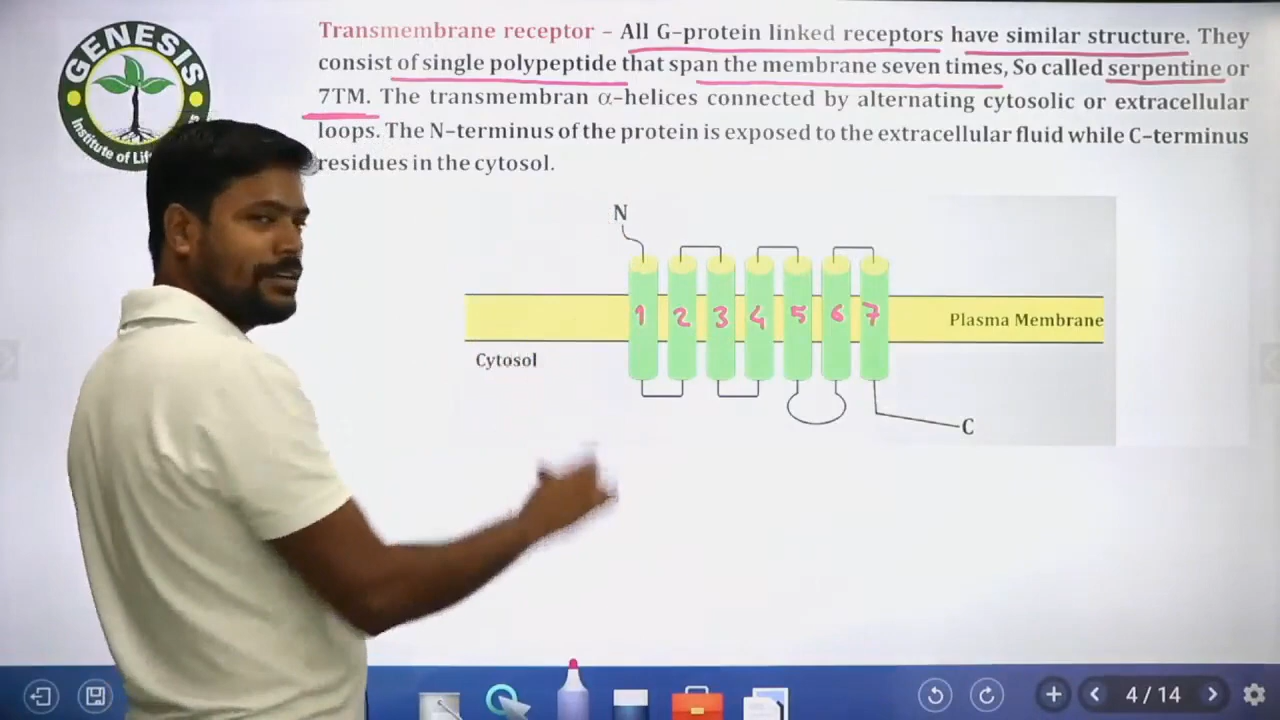 GENESIS
Institute of Lif
Transmembrane receptor – All G–protein linked receptors have similar structure. They
consist of single polypeptide that span the membrane seven times, So called serpentine or
7TM. The transmembran α–helices connected by alternating cytosolic or extracellular
loops. The N–terminus of the protein is exposed to the extracellular fluid while C–terminus
residues in the cytosol.
N
1 2 3 4 5 6 7
Plasma Membrane
Cytosol
C
4 / 14